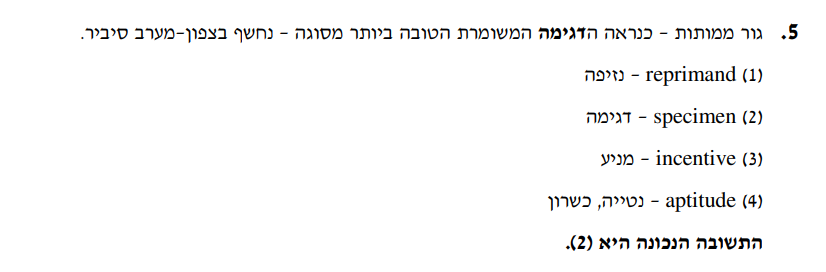 5. גור ממותות – כנראה הדגימה המשומרת הטובה ביותר מסוגה – נחשף בצפון-מערב סיביר.
(1) reprimand – נזיפה
(2) specimen – דגימה
(3) incentive – מניע
(4) aptitude – נטייה, כשרון
התשובה הנכונה היא (2).